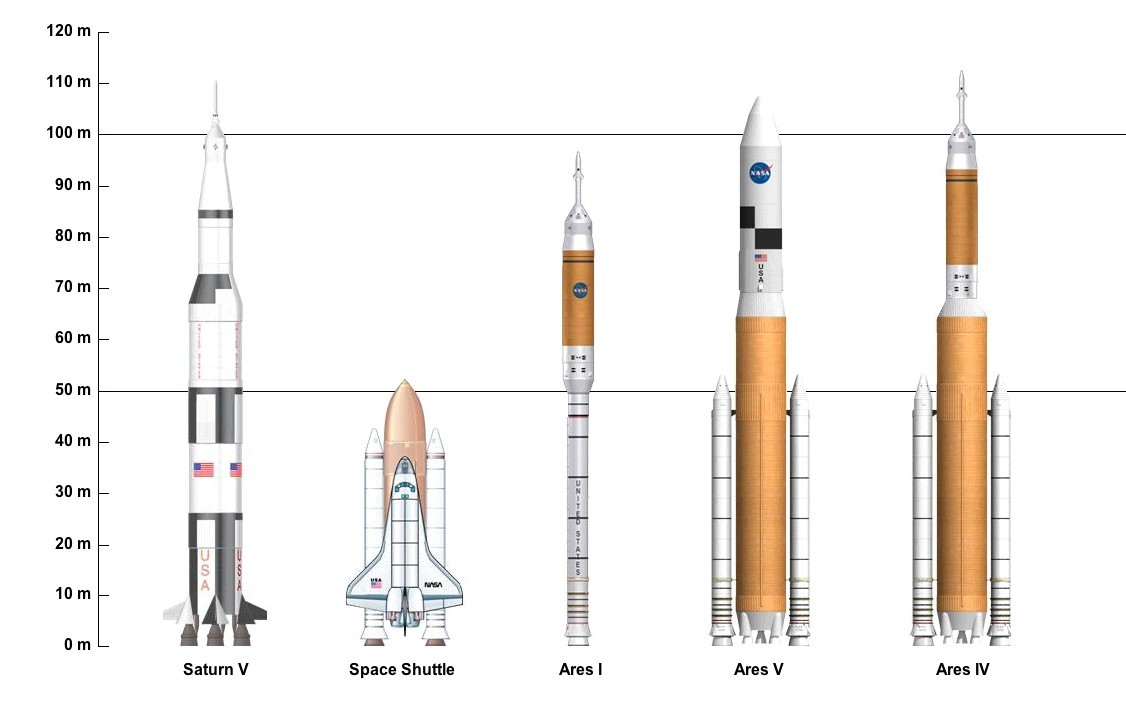 120 m
110 m
100 m
90 m
80 m
70 m
60 m
50 m
40 m
30 m
20 m
10 m
0 m
NASA
USA
NASA
UNITED STATES
USA
USA
USA
NASA
Saturn V
Space Shuttle
Ares I
Ares V
Ares IV